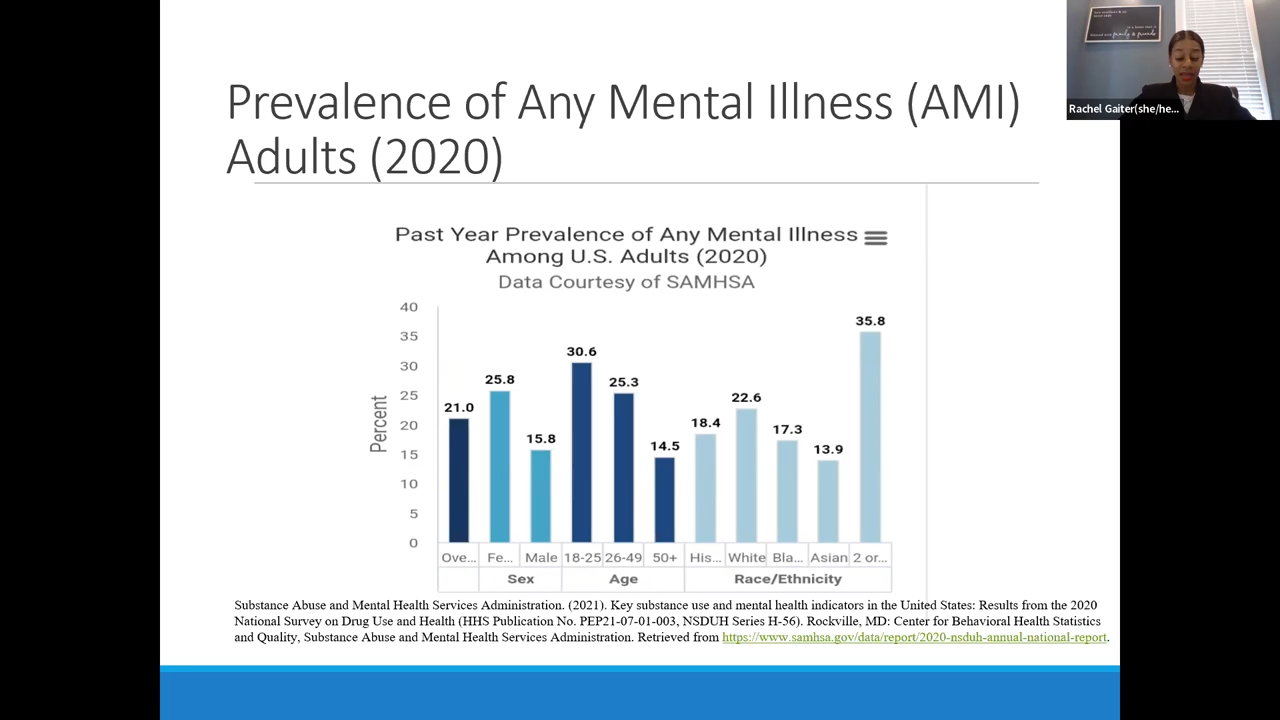 Prevalence of Any Mental Illness (AMI)
Adults (2020)
Rachel Gaiter(she/he...
Past Year Prevalence of Any Mental Illness
Among U.S. Adults (2020)
Data Courtesy of SAMHSA
40
35
30
25
20
15
10
5
0
Percent
21.0
25.8
15.8
30.6
25.3
14.5
18.4
22.6
17.3
13.9
35.8
Ove... Fe... Male 18-25 26-49 50+ His... White Bla... Asian 2 or...
Sex Age Race/Ethnicity
Substance Abuse and Mental Health Services Administration. (2021). Key substance use and mental health indicators in the United States: Results from the 2020
National Survey on Drug Use and Health (HHS Publication No. PEP21-07-01-003, NSDUH Series H-56). Rockville, MD: Center for Behavioral Health Statistics
and Quality, Substance Abuse and Mental Health Services Administration. Retrieved from https://www.samhsa.gov/data/report/2020-nsduh-annual-national-report.